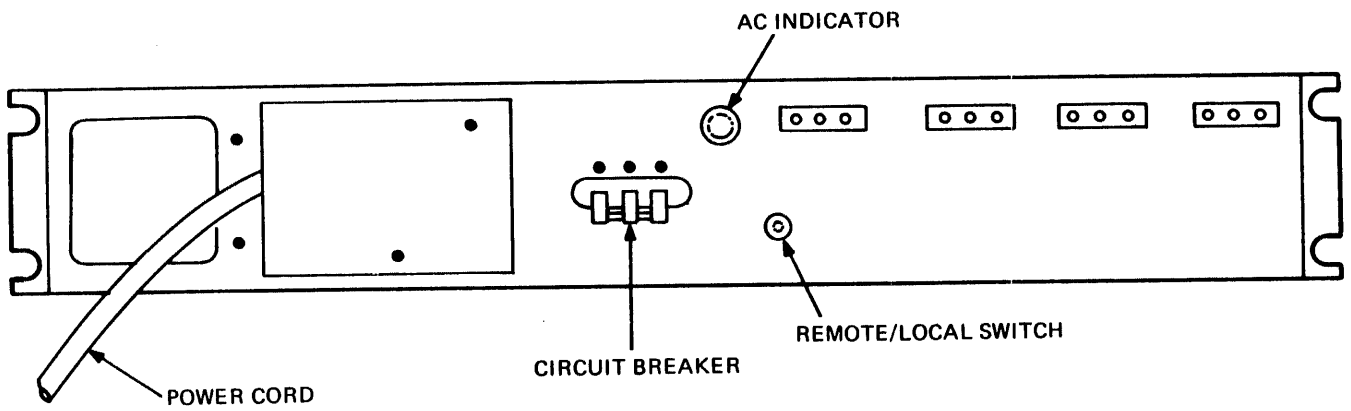 AC INDICATOR
REMOTE/LOCAL SWITCH
CIRCUIT BREAKER
POWER CORD